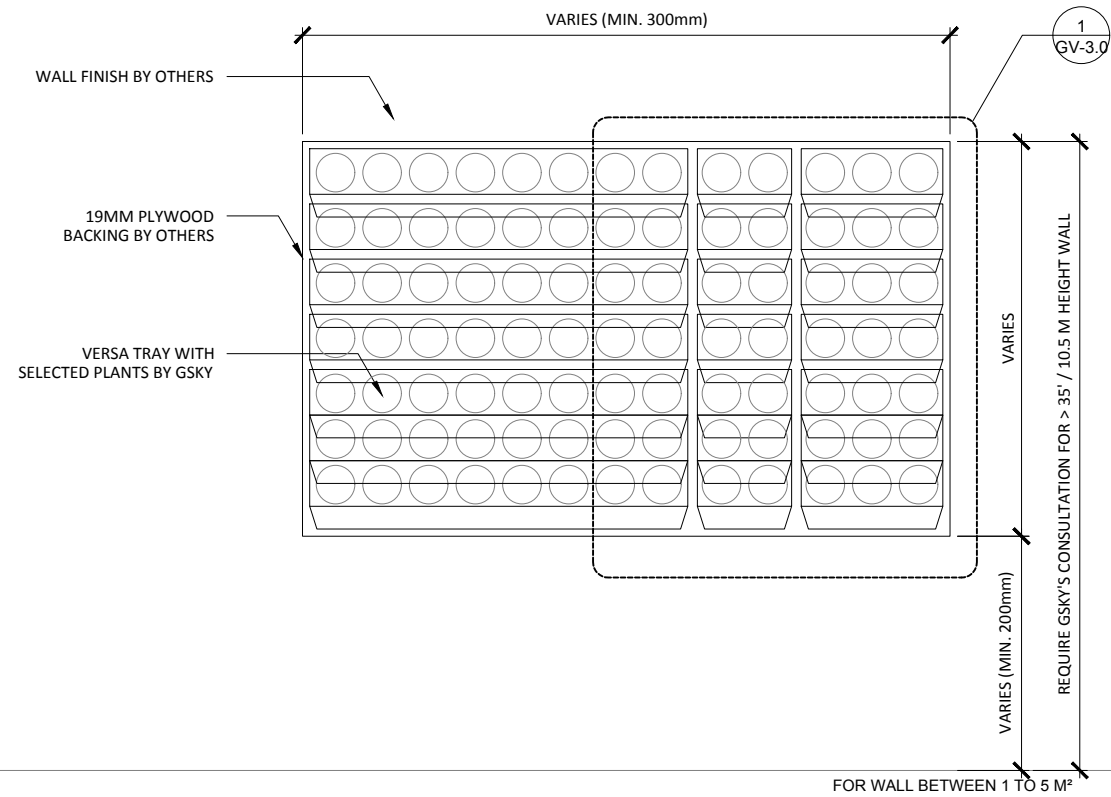 VARIES (MIN. 300mm)
1
GV-3.0
WALL FINISH BY OTHERS
19MM PLYWOOD
BACKING BY OTHERS
VERSA TRAY WITH
SELECTED PLANTS BY GSKY
VARIES
REQUIRE GSKY'S CONSULTATION FOR > 35' / 10.5 M HEIGHT WALL
VARIES (MIN. 200mm)
FOR WALL BETWEEN 1 TO 5 M²